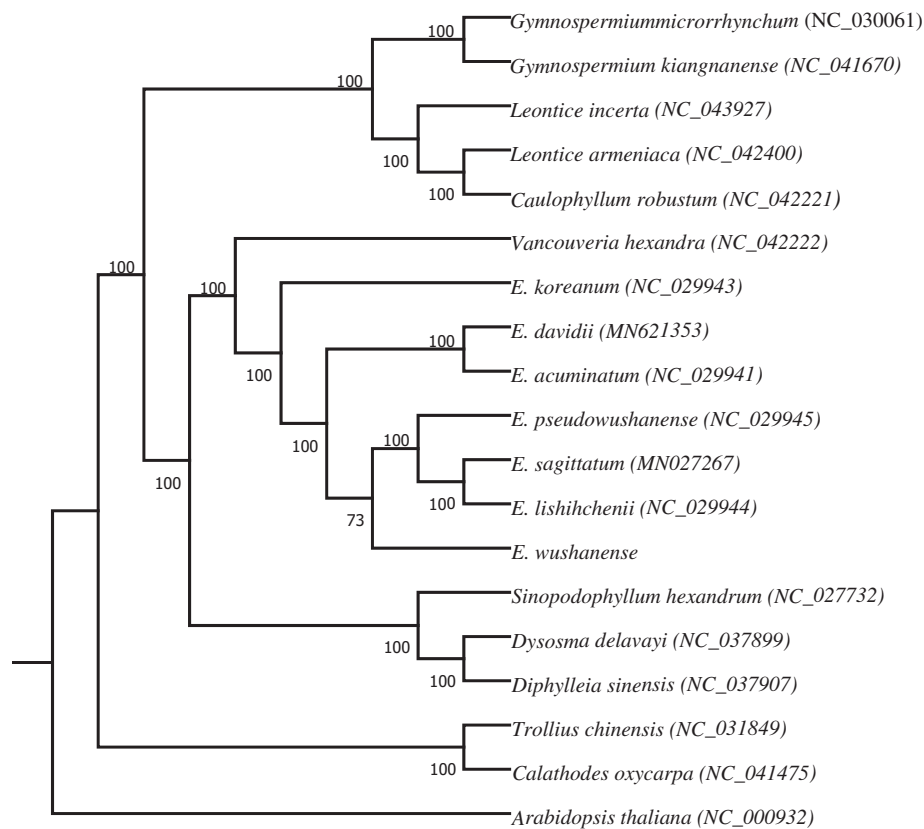 Gymnospermiummicrorrhynchum (NC_030061)
100
100
Gymnospermium kiangnanense (NC_041670)
Leontice incerta (NC_043927)
100
Leontice armeniaca (NC_042400)
100
Caulophyllum robustum (NC_042221)
Vancouveria hexandra (NC_042222)
100
100
E. koreanum (NC_029943)
E. davidii (MN621353)
100
100
E. acuminatum (NC_029941)
E. pseudowushanense (NC_029945)
100
100
E. sagittatum (MN027267)
100
100
E. lishihchenii (NC_029944)
73
E. wushanense
Sinopodophyllum hexandrum (NC_027732)
100
Dysosma delavayi (NC_037899)
100
Diphylleia sinensis (NC_037907)
Trollius chinensis (NC_031849)
100
Calathodes oxycarpa (NC_041475)
Arabidopsis thaliana (NC_000932)